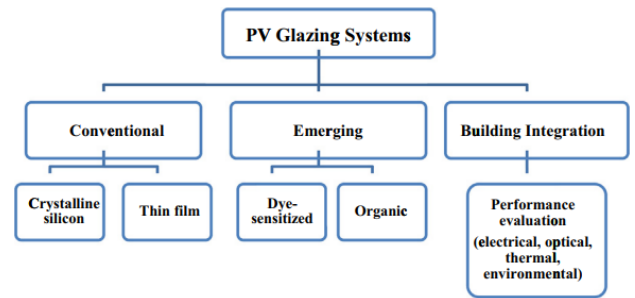 PV Glazing Systems
Conventional
Emerging
Building Integration
Crystalline
silicon
Thin film
Dye-
sensitized
Organic
Performance
evaluation
(electrical, optical,
thermal,
environmental)